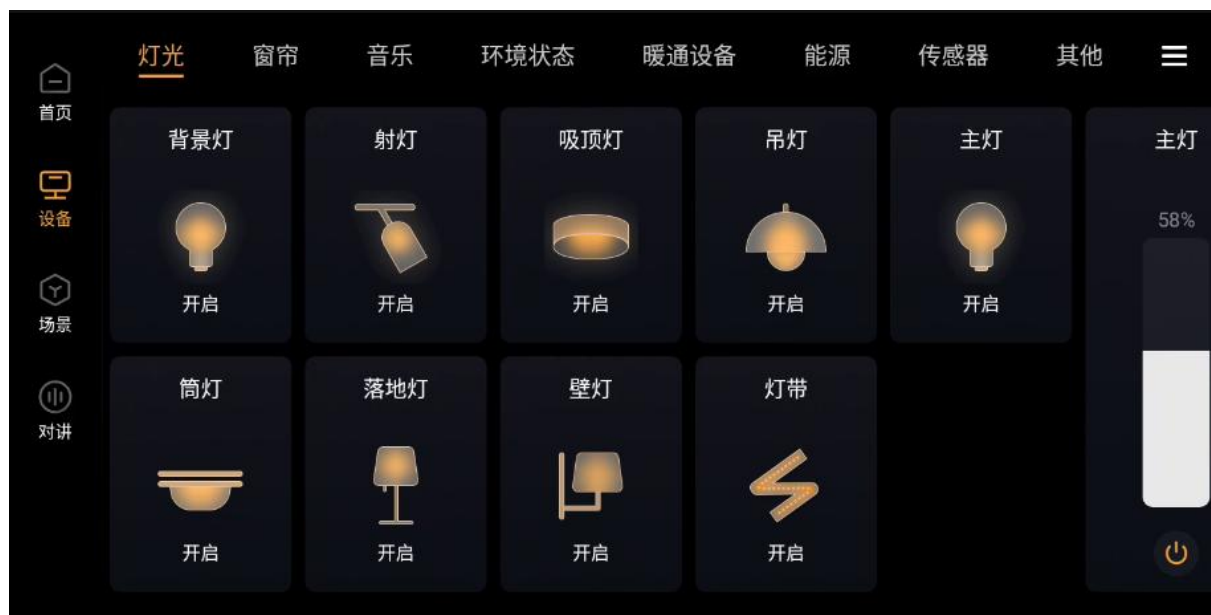 灯光 窗帘 音乐 环境状态 暖通设备 能源 传感器 其他
首页
设备
场景
对讲
背景灯 射灯 吸顶灯 吊灯 主灯 主灯
58%
开启 开启 开启 开启 开启
筒灯 落地灯 壁灯 灯带
开启 开启 开启 开启